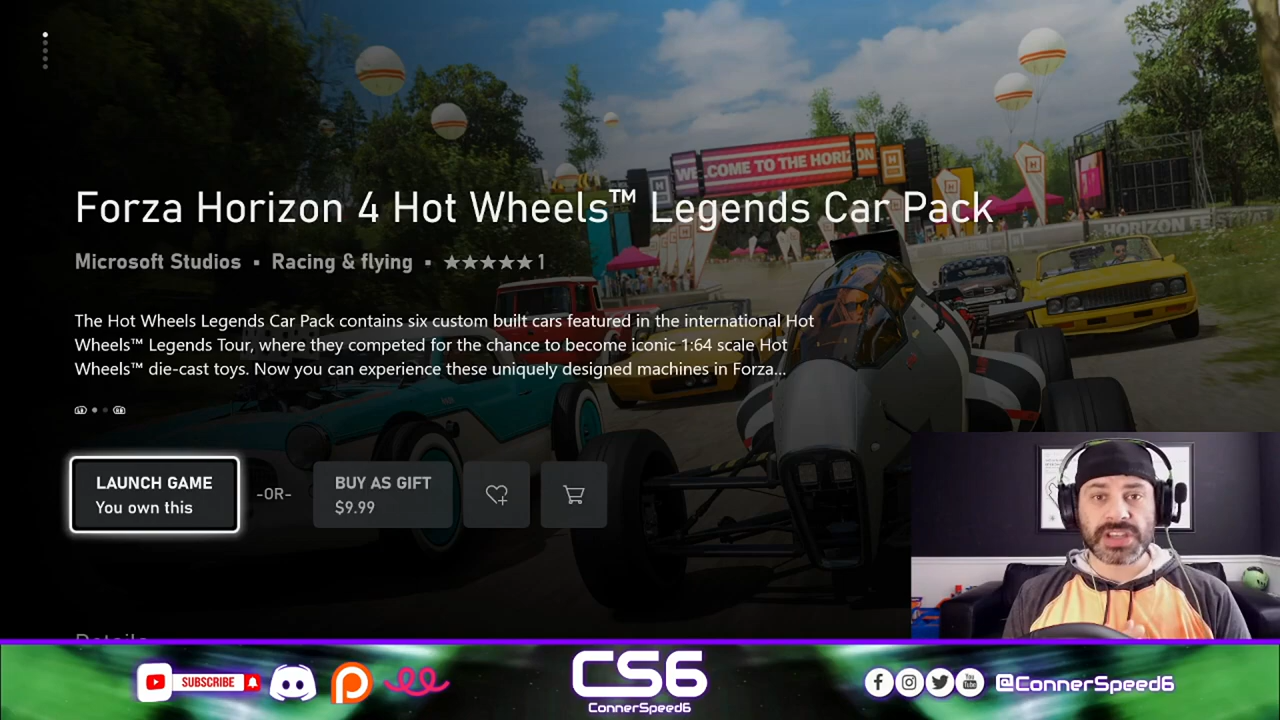 WELCOME TO THE HORIZON
HORIZON FESTIVAL
Forza Horizon 4 Hot Wheels™ Legends Car Pack
Microsoft Studios ▪ Racing & flying ▪ ★★★★★ 1
The Hot Wheels Legends Car Pack contains six custom built cars featured in the international Hot
Wheels™ Legends Tour, where they competed for the chance to become iconic 1:64 scale Hot
Wheels™ die-cast toys. Now you can experience these uniquely designed machines in Forza...
LAUNCH GAME
You own this
-OR-
BUY AS GIFT
$9.99
Details
SUBSCRIBE
CS6
ConnerSpeed6
You Tube
@ConnerSpeed6